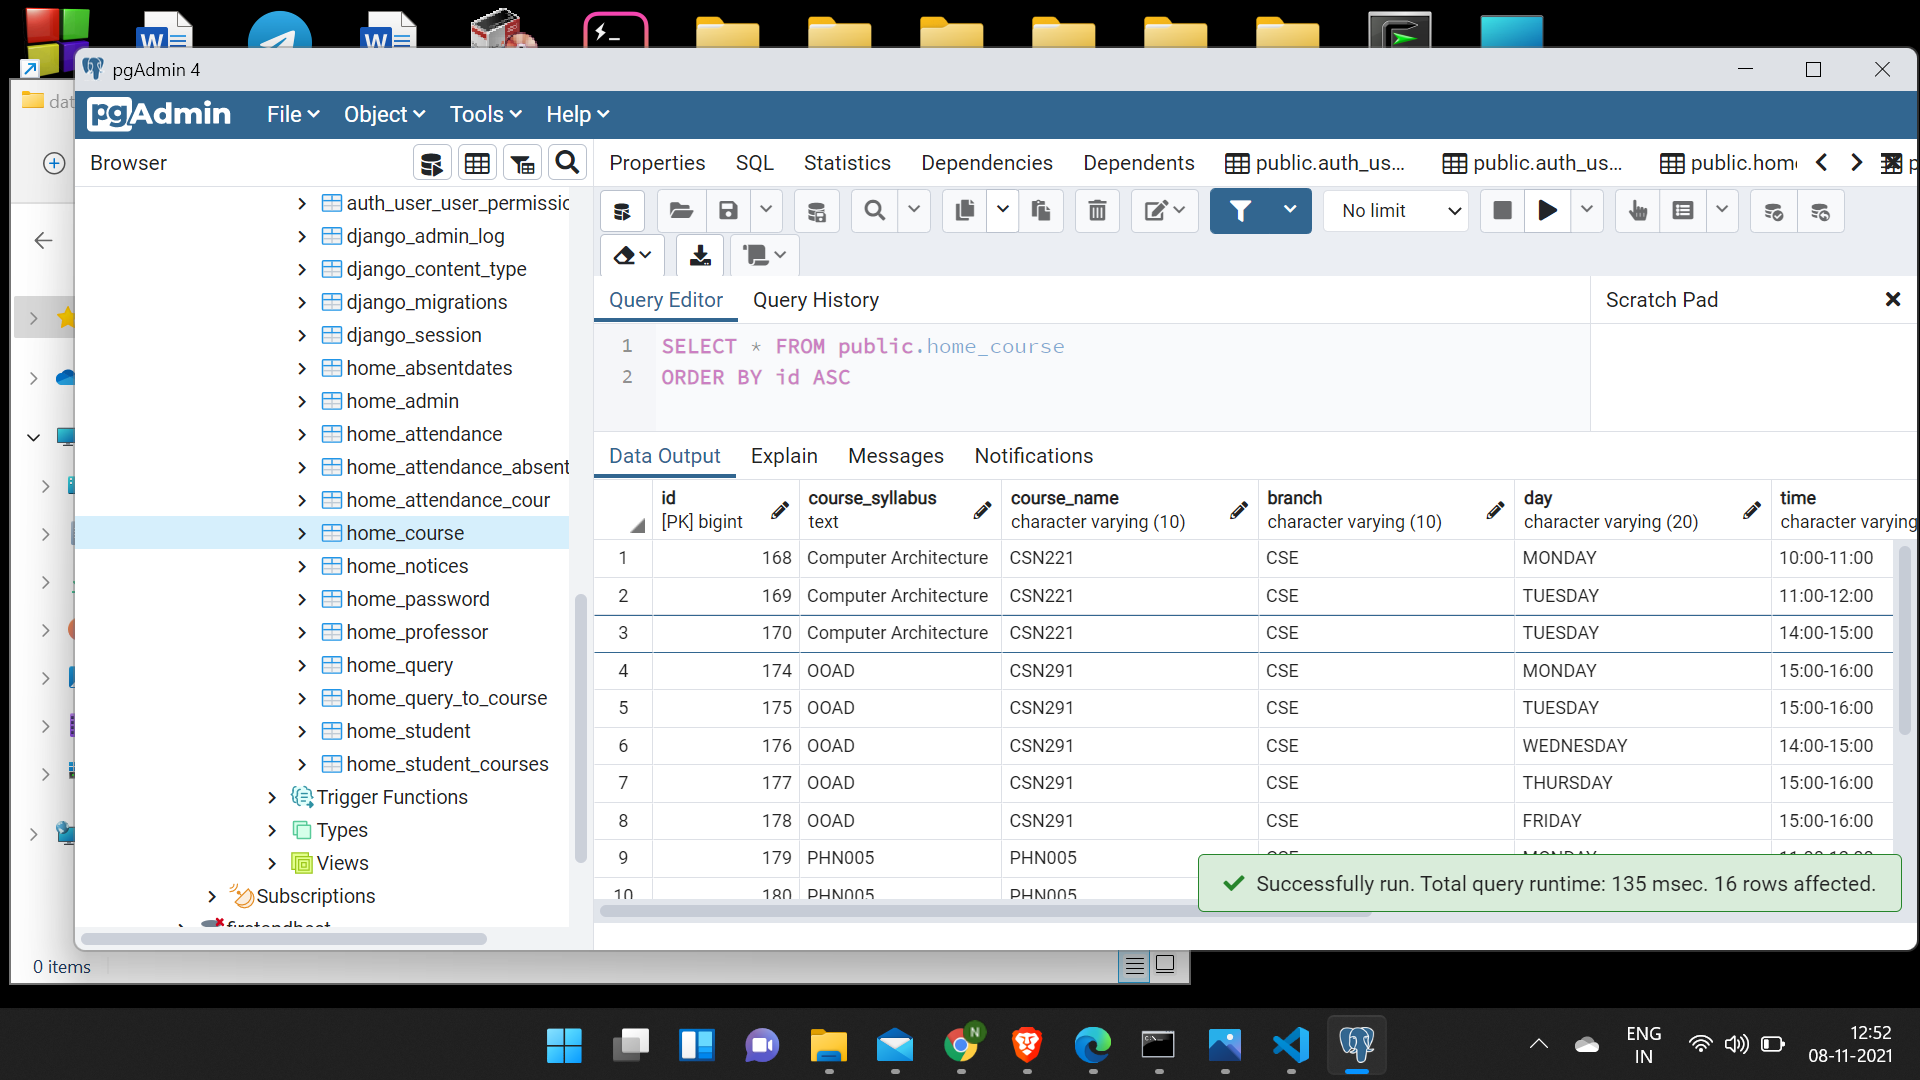 pgAdmin 4
dat
pgAdmin
File
Object
Tools
Help
Browser
Properties
SQL
Statistics
Dependencies
Dependents
public.auth_us...
public.auth_us...
public.home
p
No limit
auth_user_user_permissio
django_admin_log
django_content_type
django_migrations
django_session
home_absentdates
home_admin
home_attendance
home_attendance_absent
home_attendance_cour
home_course
home_notices
home_password
home_professor
home_query
home_query_to_course
home_student
home_student_courses
Trigger Functions
Types
Views
Subscriptions
Query Editor
Query History
Scratch Pad
1 SELECT * FROM public.home_course
2 ORDER BY id ASC
Data Output
Explain
Messages
Notifications
id course_syllabus course_name branch day time
[PK] bigint text character varying (10) character varying (10) character varying (20) character varying
1 168 Computer Architecture CSN221 CSE MONDAY 10:00-11:00
2 169 Computer Architecture CSN221 CSE TUESDAY 11:00-12:00
3 170 Computer Architecture CSN221 CSE TUESDAY 14:00-15:00
4 174 OOAD CSN291 CSE MONDAY 15:00-16:00
5 175 OOAD CSN291 CSE TUESDAY 15:00-16:00
6 176 OOAD CSN291 CSE WEDNESDAY 14:00-15:00
7 177 OOAD CSN291 CSE THURSDAY 15:00-16:00
8 178 OOAD CSN291 CSE FRIDAY 15:00-16:00
9 179 PHN005 PHN005
10 180 PHN005 PHN005
Successfully run. Total query runtime: 135 msec. 16 rows affected.
0 items
N
ENG
IN
12:52
08-11-2021